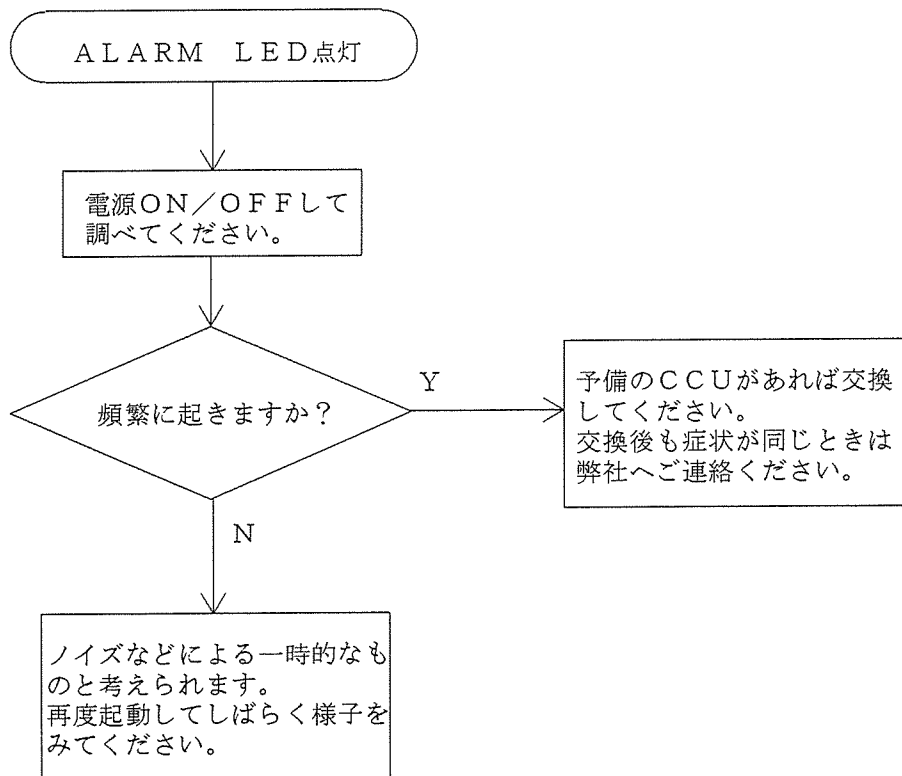 ＡＬＡＲＭ　ＬＥＤ点灯
電源ＯＮ／ＯＦＦして
調べてください。
頻繁に起きますか？
Y
予備のＣＣＵがあれば交換
してください。
交換後も症状が同じときは
弊社へご連絡ください。
N
ノイズなどによる一時的なも
のと考えられます。
再度起動してしばらく様子を
みてください。